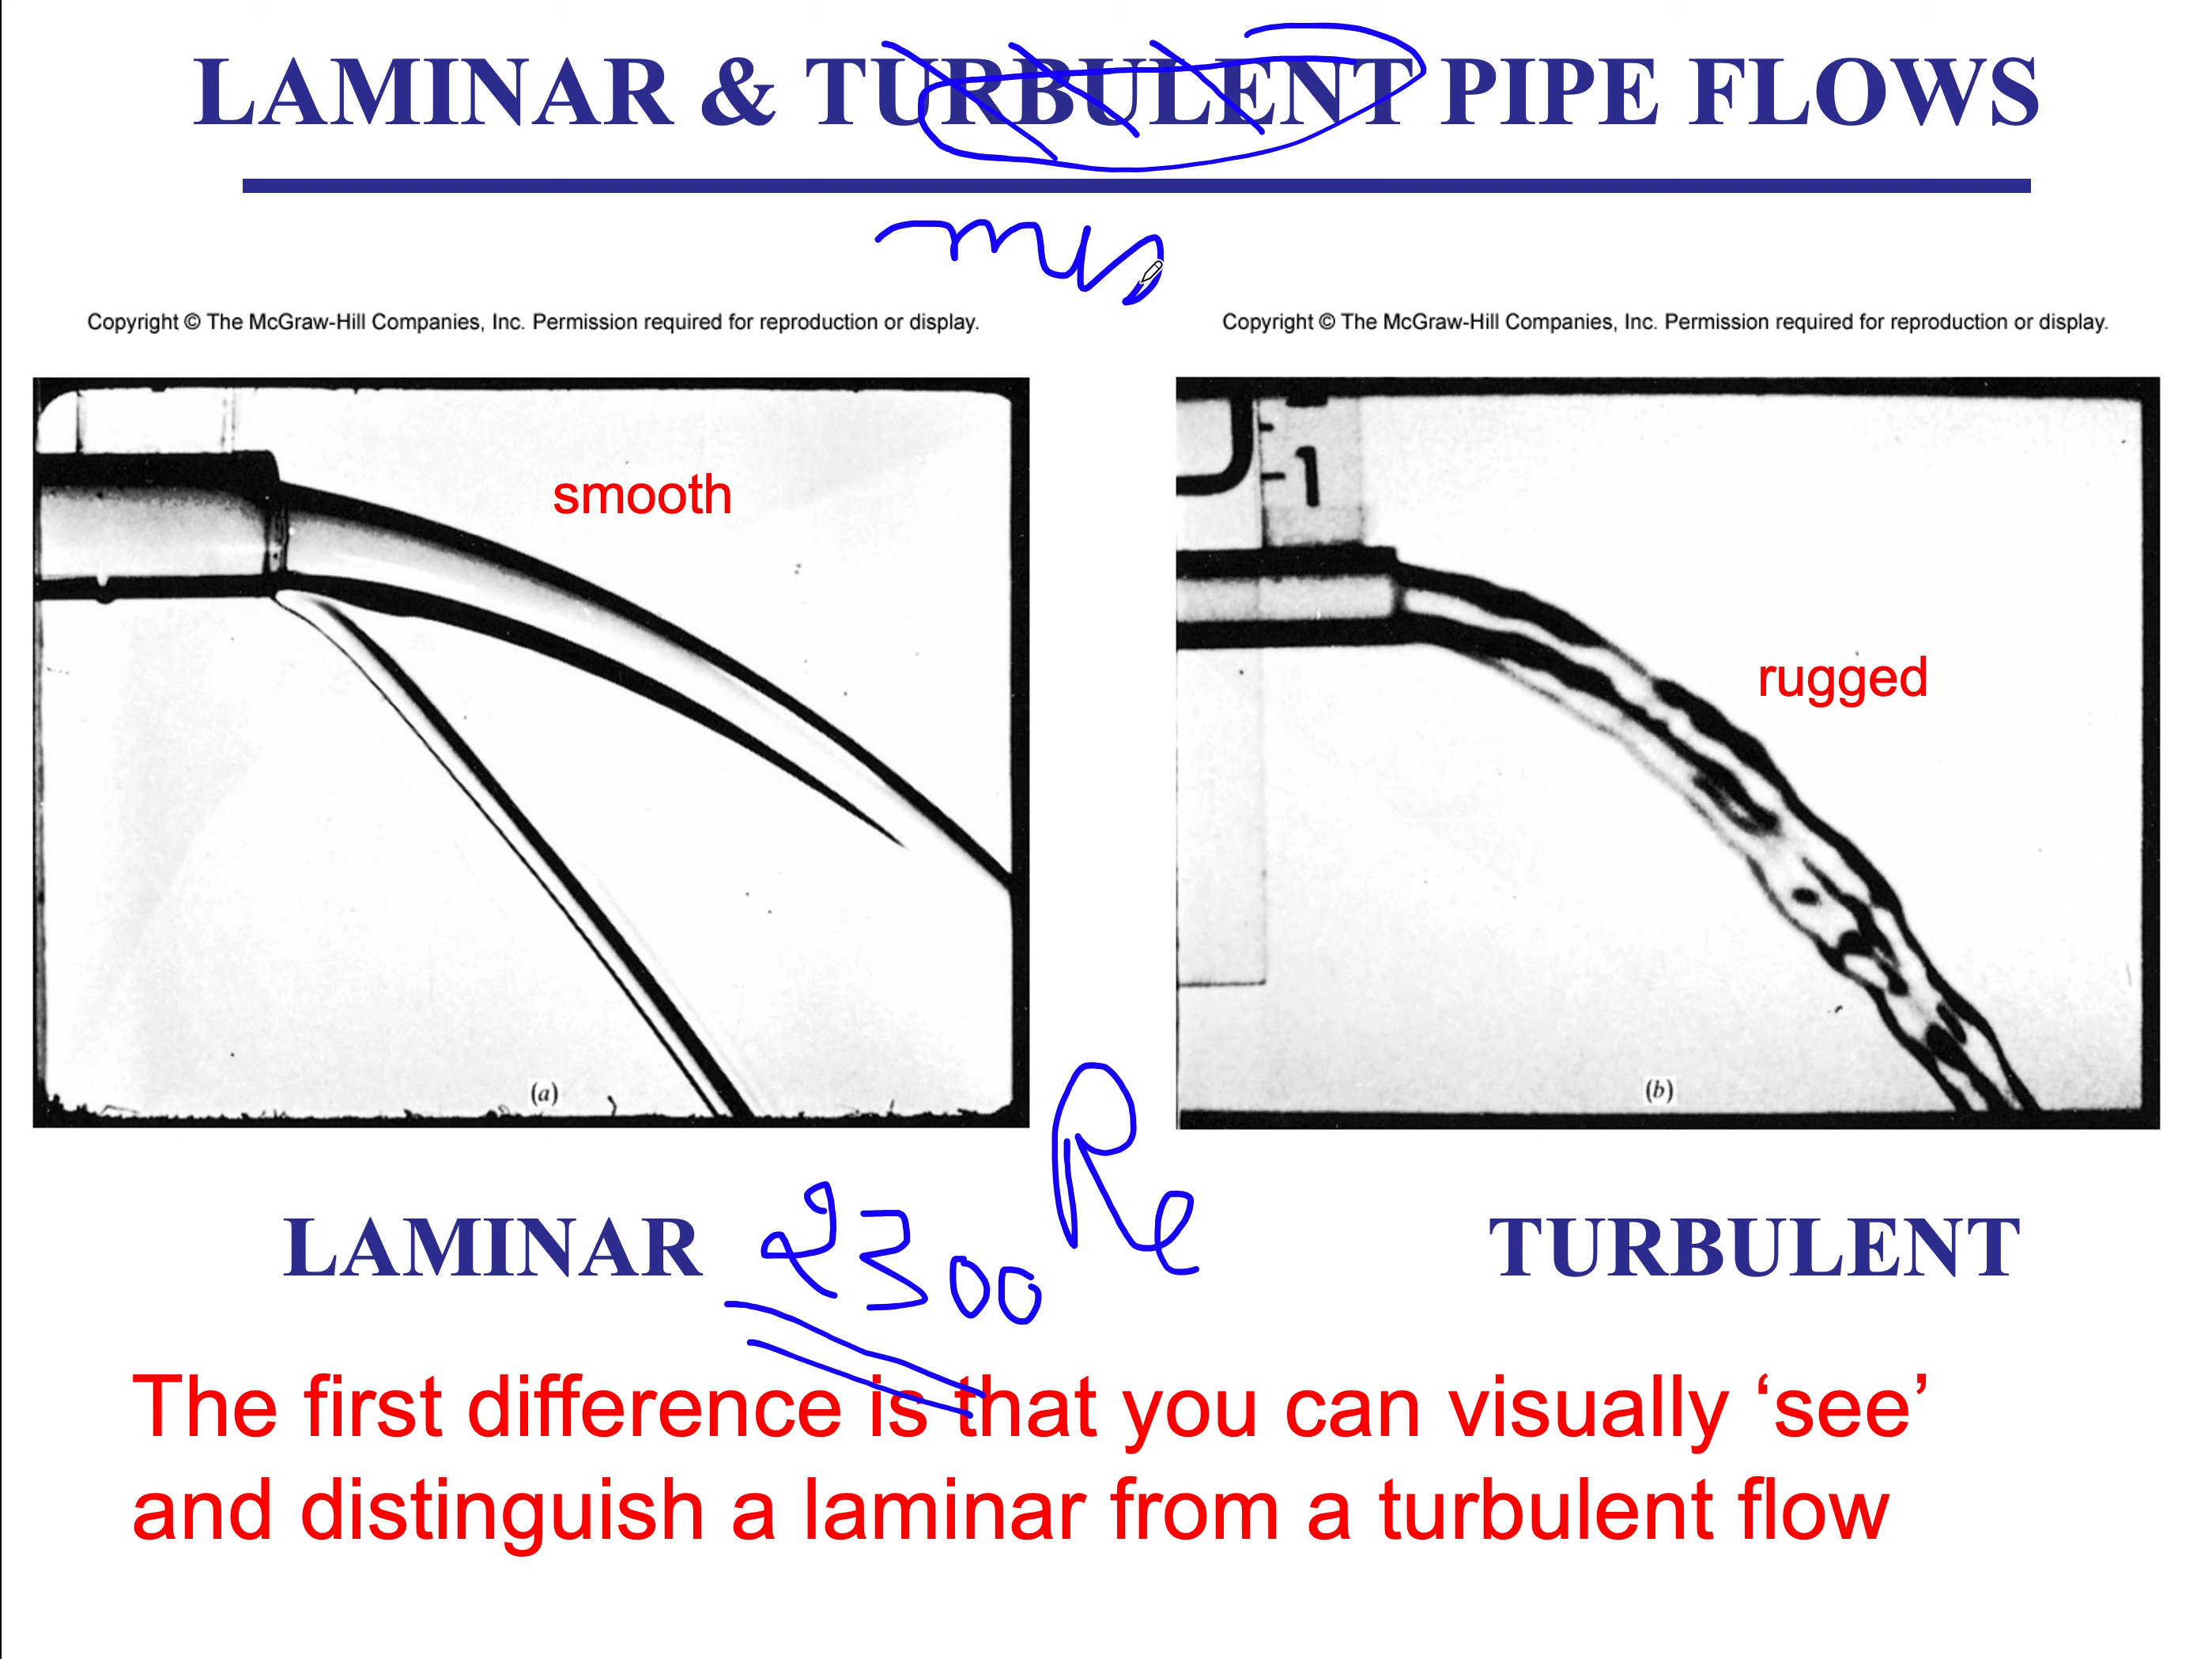 LAMINAR & TURBULENT PIPE FLOWS
Copyright © The McGraw-Hill Companies, Inc. Permission required for reproduction or display.
Copyright © The McGraw-Hill Companies, Inc. Permission required for reproduction or display.
smooth
1
rugged
(a)
(b)
LAMINAR
2300
Re
TURBULENT
The first difference is that you can visually ‘see’
and distinguish a laminar from a turbulent flow